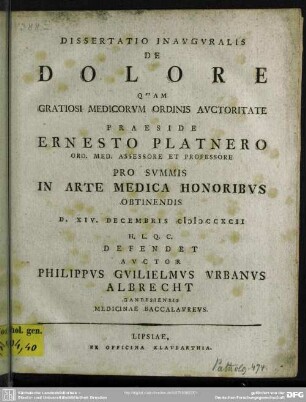 DISSERTATIO INAVGVRALIS
DE
DOLORE
QVAM
GRATIOSI MEDICORVM ORDINIS AVCTORITATE
PRAESIDE
ERNESTO PLATNERO
ORD. MED. ASSESSORE ET PROFESSORE
PRO SVMMIS
IN ARTE MEDICA HONORIBVS
OBTINENDIS
D. XIV. DECEMBRIS CIƆIƆCCXCII
H. L. Q. C.
DEFENDET
AVCTOR
PHILIPPVS GVILIELMVS VRBANVS
ALBRECHT
MEDICINAE BACCALAVREVS.
LIPSIAE,
EX OFFICINA KLAVBARTHIA.